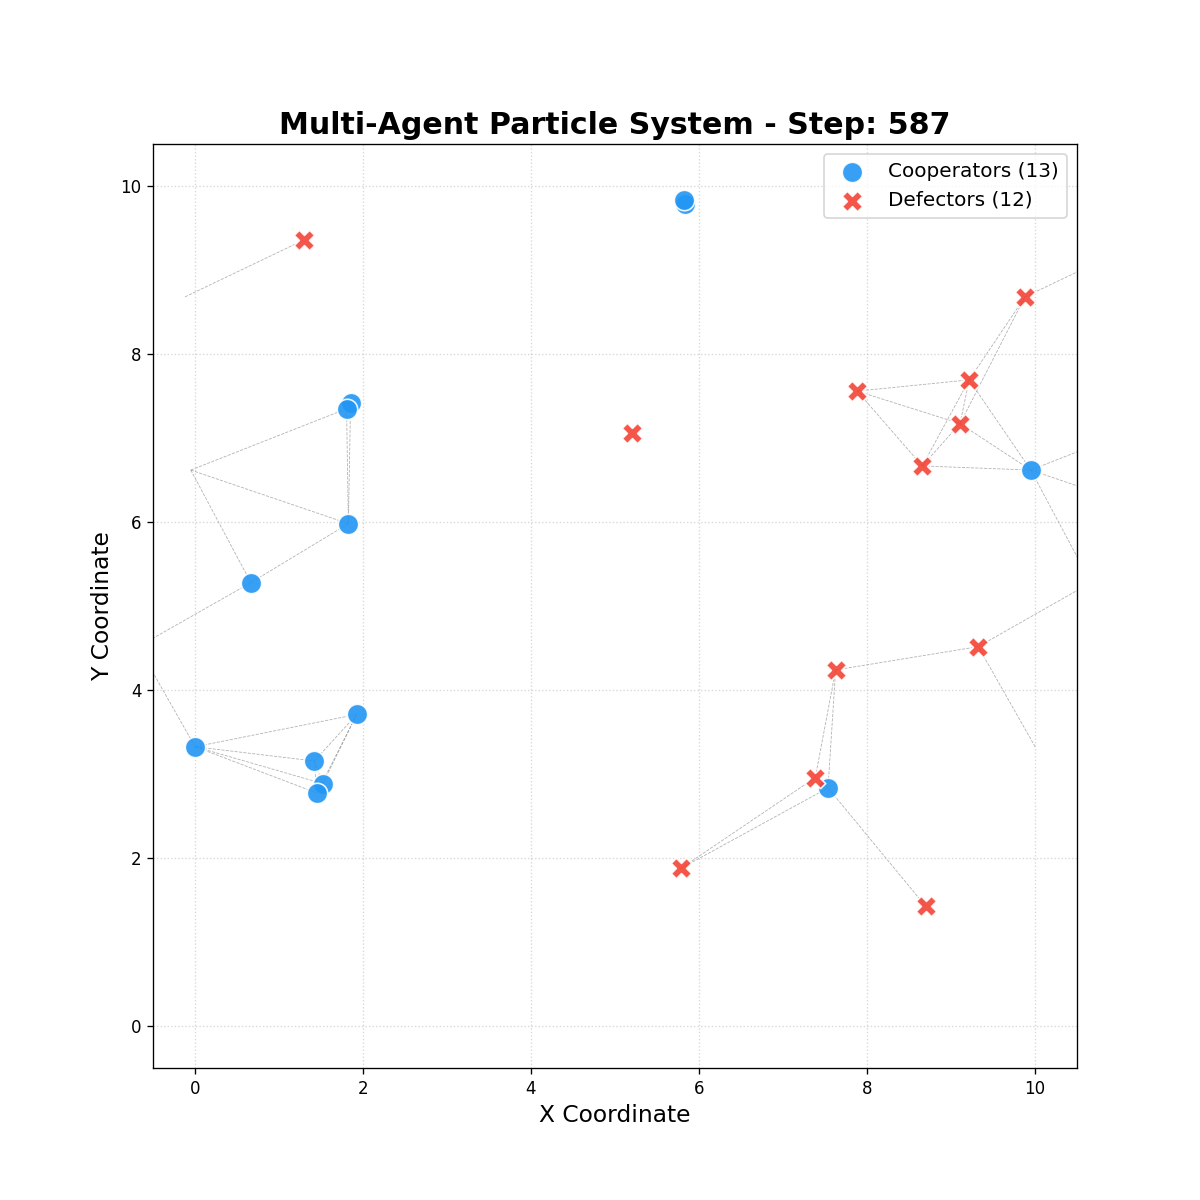 Multi-Agent Particle System - Step: 587
Cooperators (13)
Defectors (12)
10
8
6
4
2
0
Y Coordinate
0 2 4 6 8 10
X Coordinate